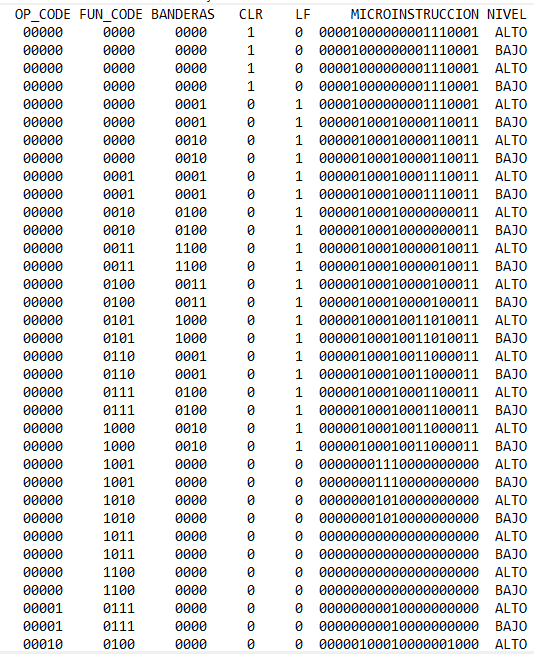 OP_CODE FUN_CODE BANDERAS CLR LF MICROINSTRUCCION NIVEL
00000 0000 0000 1 0 00001000000001110001 ALTO
00000 0000 0000 1 0 00001000000001110001 BAJO
00000 0000 0000 1 0 00001000000001110001 ALTO
00000 0000 0000 1 0 00001000000001110001 BAJO
00000 0000 0001 0 1 00001000000001110001 ALTO
00000 0000 0001 0 1 00000100010000110011 BAJO
00000 0000 0010 0 1 00000100010000110011 ALTO
00000 0000 0010 0 1 00000100010000110011 BAJO
00000 0001 0001 0 1 00000100010001110011 ALTO
00000 0001 0001 0 1 00000100010001110011 BAJO
00000 0010 0100 0 1 00000100010000000011 ALTO
00000 0010 0100 0 1 00000100010000000011 BAJO
00000 0011 1100 0 1 00000100010000010011 ALTO
00000 0011 1100 0 1 00000100010000010011 BAJO
00000 0100 0011 0 1 00000100010000100011 ALTO
00000 0100 0011 0 1 00000100010000100011 BAJO
00000 0101 1000 0 1 00000100010011010011 ALTO
00000 0101 1000 0 1 00000100010011010011 BAJO
00000 0110 0001 0 1 00000100010011000011 ALTO
00000 0110 0001 0 1 00000100010011000011 BAJO
00000 0111 0100 0 1 00000100010001100011 ALTO
00000 0111 0100 0 1 00000100010001100011 BAJO
00000 1000 0010 0 1 00000100010011000011 ALTO
00000 1000 0010 0 1 00000100010011000011 BAJO
00000 1001 0000 0 0 00000001110000000000 ALTO
00000 1001 0000 0 0 00000001110000000000 BAJO
00000 1010 0000 0 0 00000001010000000000 ALTO
00000 1010 0000 0 0 00000001010000000000 BAJO
00000 1011 0000 0 0 00000000000000000000 ALTO
00000 1011 0000 0 0 00000000000000000000 BAJO
00000 1100 0000 0 0 00000000000000000000 ALTO
00000 1100 0000 0 0 00000000000000000000 BAJO
00001 0111 0000 0 0 00000000010000000000 ALTO
00001 0111 0000 0 0 00000000010000000000 BAJO
00010 0100 0000 0 0 00000100010000001000 ALTO